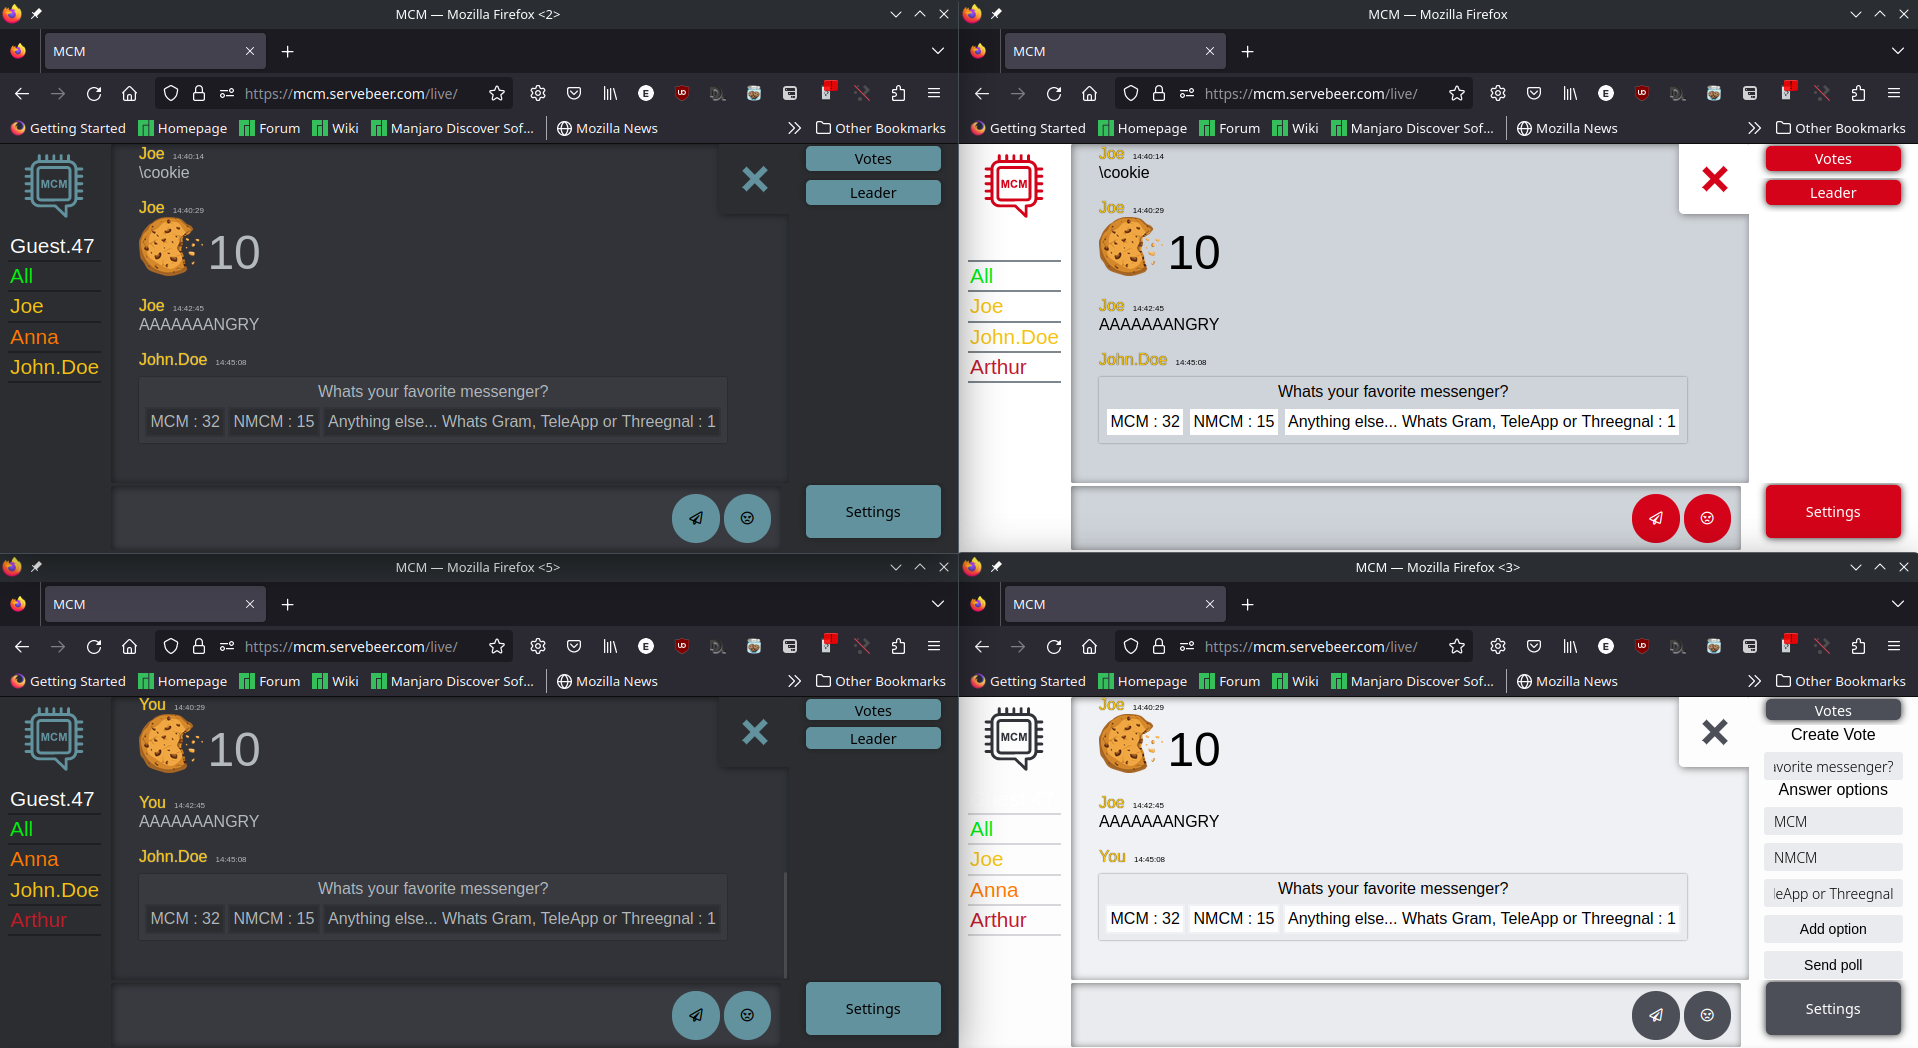 MCM — Mozilla Firefox <2>
MCM
https://mcm.servebeer.com/live/
Getting Started Homepage Forum Wiki Manjaro Discover Sof... Mozilla News Other Bookmarks
MCM
Guest.47
All
Joe
Anna
John.Doe
Joe 14:40:14
\cookie
Joe 14:40:29
10
Joe 14:42:45
AAAAAAANGRY
John.Doe 14:45:08
Whats your favorite messenger?
MCM : 32 NMCM : 15 Anything else... Whats Gram, TeleApp or Threegnal : 1
Votes
Leader
Settings
MCM — Mozilla Firefox
MCM
https://mcm.servebeer.com/live/
Getting Started Homepage Forum Wiki Manjaro Discover Sof... Mozilla News Other Bookmarks
MCM
All
Joe
John.Doe
Arthur
Joe 14:40:14
\cookie
Joe 14:40:29
10
Joe 14:42:45
AAAAAAANGRY
John.Doe 14:45:08
Whats your favorite messenger?
MCM : 32 NMCM : 15 Anything else... Whats Gram, TeleApp or Threegnal : 1
Votes
Leader
Settings
MCM — Mozilla Firefox <5>
MCM
https://mcm.servebeer.com/live/
Getting Started Homepage Forum Wiki Manjaro Discover Sof... Mozilla News Other Bookmarks
MCM
Guest.47
All
Anna
John.Doe
Arthur
You 14:40:29
10
You 14:42:45
AAAAAAANGRY
John.Doe 14:45:08
Whats your favorite messenger?
MCM : 32 NMCM : 15 Anything else... Whats Gram, TeleApp or Threegnal : 1
Votes
Leader
Settings
MCM — Mozilla Firefox <3>
MCM
https://mcm.servebeer.com/live/
Getting Started Homepage Forum Wiki Manjaro Discover Sof... Mozilla News Other Bookmarks
MCM
All
Joe
Anna
Arthur
Joe 14:40:29
10
Joe 14:42:45
AAAAAAANGRY
You 14:45:08
Whats your favorite messenger?
MCM : 32 NMCM : 15 Anything else... Whats Gram, TeleApp or Threegnal : 1
Votes
Create Vote
avorite messenger?
Answer options
MCM
NMCM
leApp or Threegnal
Add option
Send poll
Settings